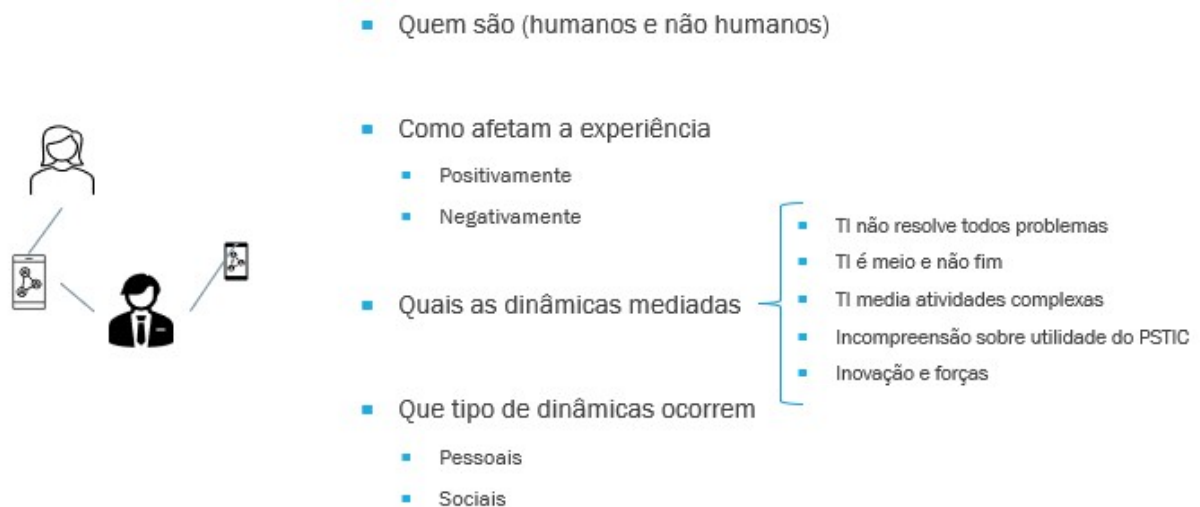 Quem são (humanos e não humanos)
Como afetam a experiência
Positivamente
Negativamente
Quais as dinâmicas mediadas
TI não resolve todos problemas
TI é meio e não fim
TI media atividades complexas
Incompreensão sobre utilidade do PSTIC
Inovação e forças
Que tipo de dinâmicas ocorrem
Pessoais
Sociais